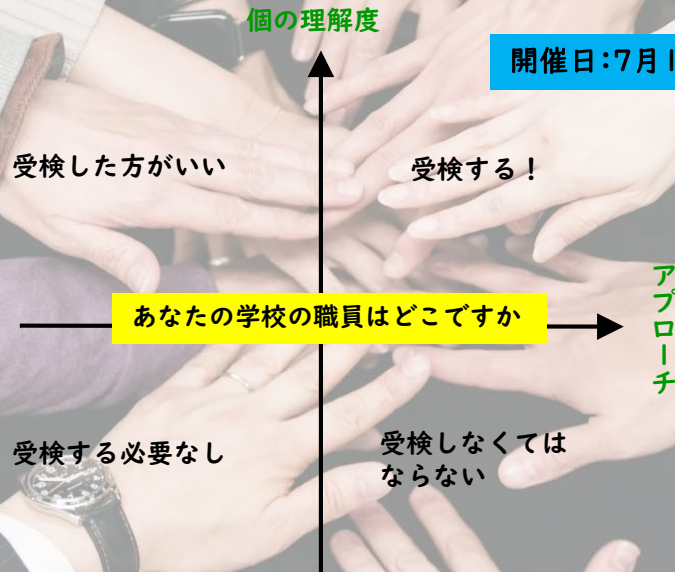 個の理解度
開催日：7月1
受検した方がいい
受検する！
アプローチ
あなたの学校の職員はどこですか
受検する必要なし
受検しなくては
ならない